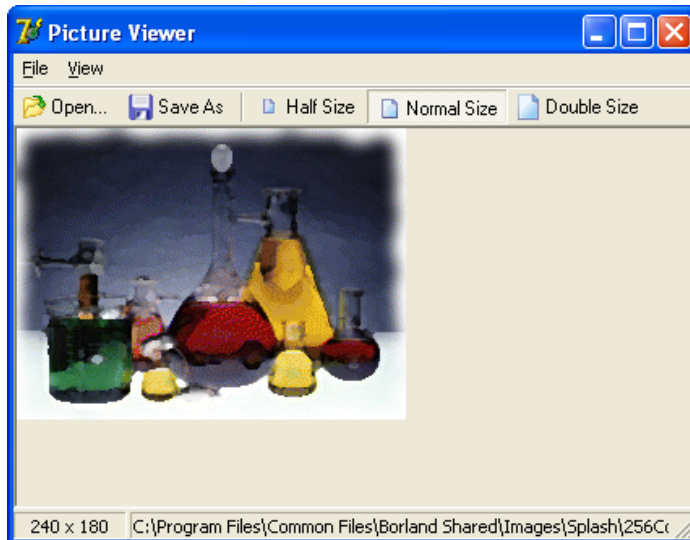 Picture Viewer
File View
Open... Save As Half Size Normal Size Double Size
240 x 180 C:\Program Files\Common Files\Borland Shared\Images\Splash\256Co